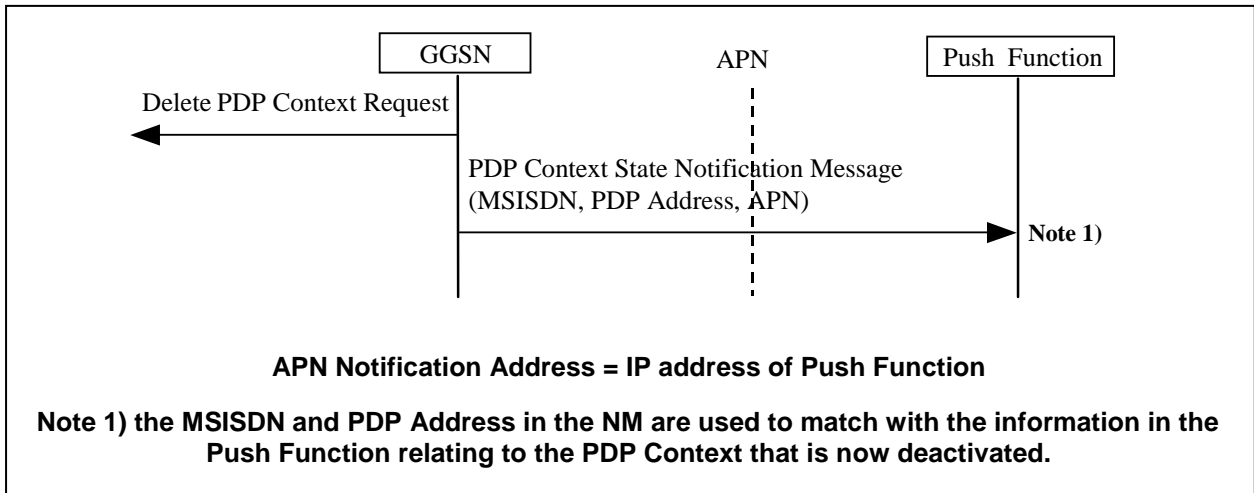 GGSN
APN
Push Function
Delete PDP Context Request
PDP Context State Notification Message
(MSISDN, PDP Address, APN)
Note 1)
APN Notification Address = IP address of Push Function
Note 1) the MSISDN and PDP Address in the NM are used to match with the information in the
Push Function relating to the PDP Context that is now deactivated.